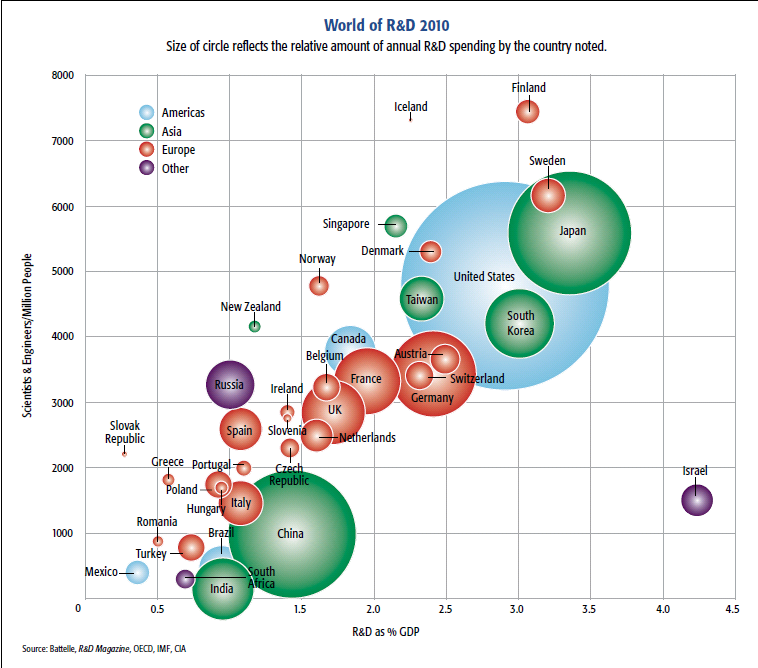 World of R&D 2010
Size of circle reflects the relative amount of annual R&D spending by the country noted.
8000
7000
6000
5000
4000
3000
2000
1000
Scientists & Engineers/Million People
Americas
Asia
Europe
Other
Finland
Iceland
Sweden
Singapore
Japan
Denmark
Norway
United States
Taiwan
New Zealand
South
Korea
Canada
Belgium
Austria
France
Switzerland
Russia
Ireland
Germany
UK
Slovak
Republic
Spain
Slovenia
Netherlands
Greece
Portugal
Czech
Republic
Israel
Poland
Hungary
Italy
Romania
Brazil
China
Turkey
Mexico
South
Africa
India
0
0.5
1.5
2.0
2.5
3.0
3.5
4.0
4.5
R&D as % GDP
Source: Battelle, R&D Magazine, OECD, IMF, CIA